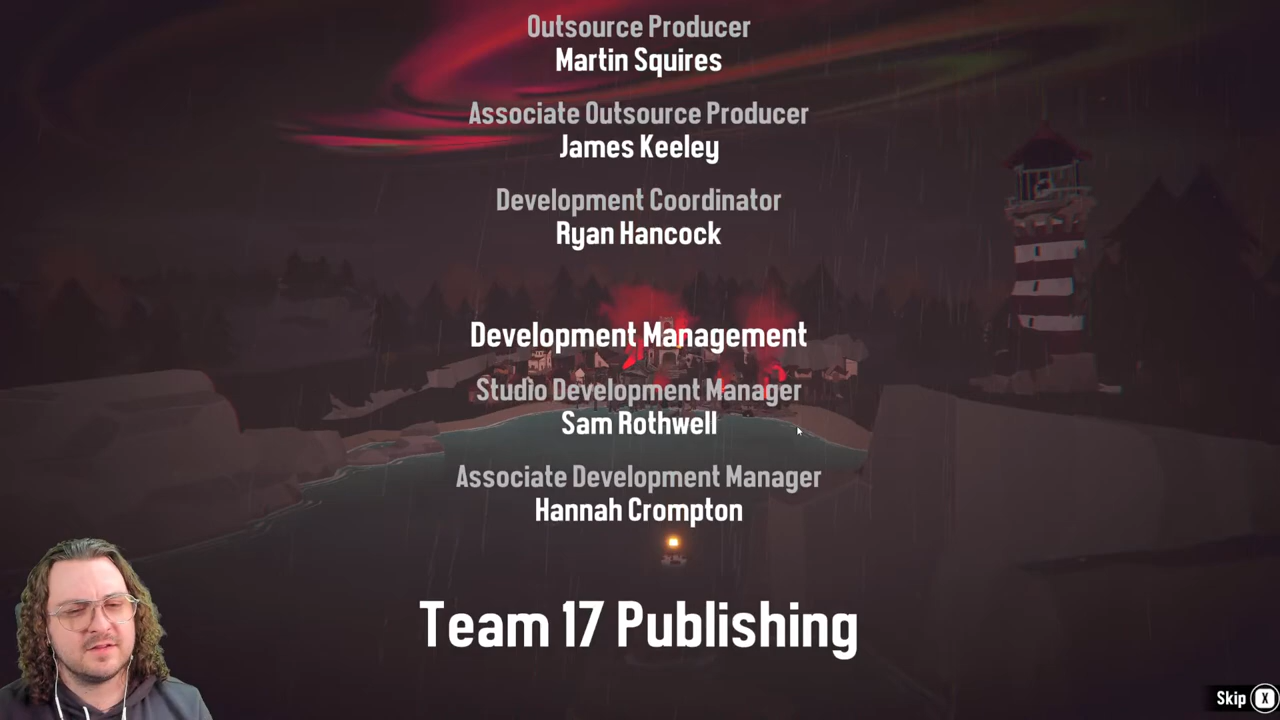 Outsource Producer
Martin Squires
Associate Outsource Producer
James Keeley
Development Coordinator
Ryan Hancock
Development Management
Studio Development Manager
Sam Rothwell
Associate Development Manager
Hannah Crompton
Team 17 Publishing
Skip X